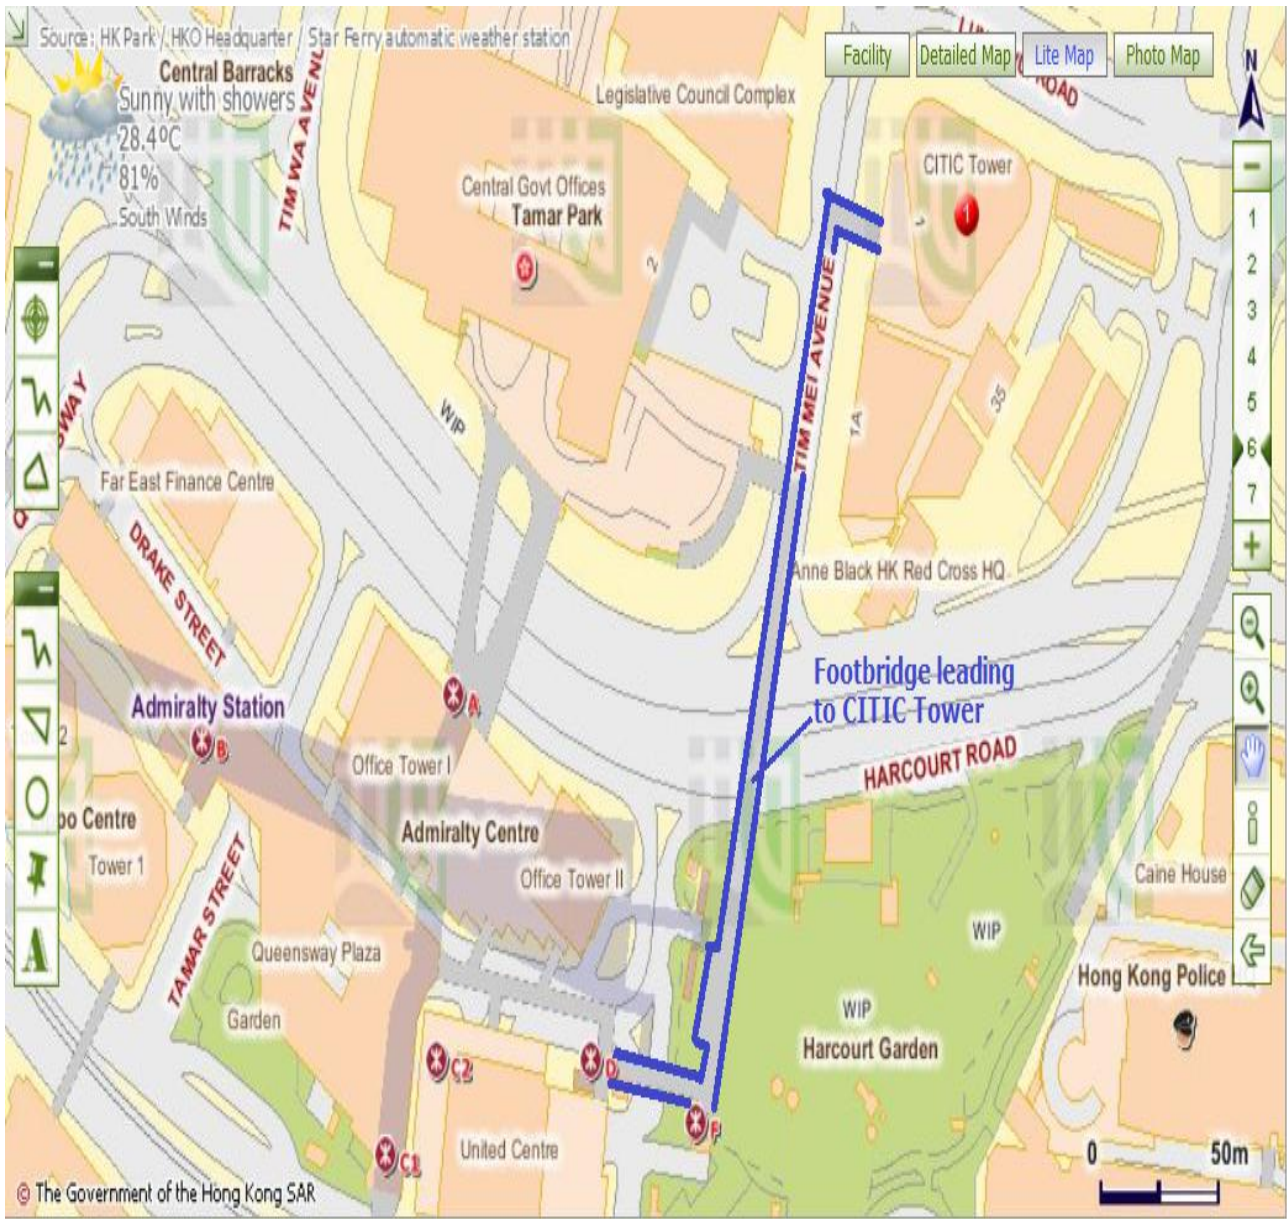 Source: HK Park / HKO Headquarter / Star Ferry automatic weather station
Central Barracks
Sunny with showers
28.4°C
81%
South Winds
Facility
Detailed Map
Lite Map
Photo Map
N
TIM WA AVENUE
Legislative Council Complex
ROAD
CITIC Tower
1
1
Central Govt Offices
Tamar Park
2
TIM MEI AVENUE
1A
35
1
2
3
4
5
6
7
WIP
Far East Finance Centre
DRAKE STREET
Anne Black HK Red Cross HQ
Footbridge leading
to CITIC Tower
HARCOURT ROAD
Admiralty Station
A
B
2
Office Tower I
Admiralty Centre
Office Tower II
Tower 1
TAMAR STREET
Queensway Plaza
Garden
Caine House
WIP
Hong Kong Police
WIP
Harcourt Garden
C2
D
F
C1
United Centre
0 50m
© The Government of the Hong Kong SAR